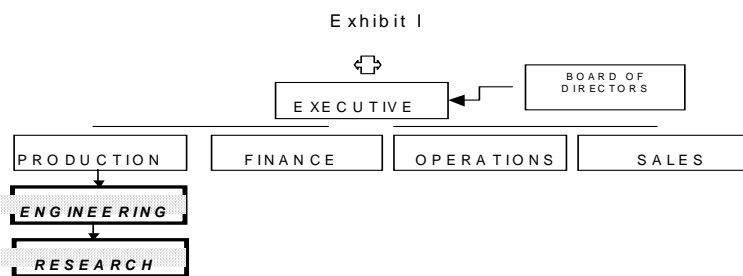 Exhibit I
BOARD OF
DIRECTORS
EXECUTIVE
PRODUCTION
FINANCE
OPERATIONS
SALES
ENGINEERING
RESEARCH